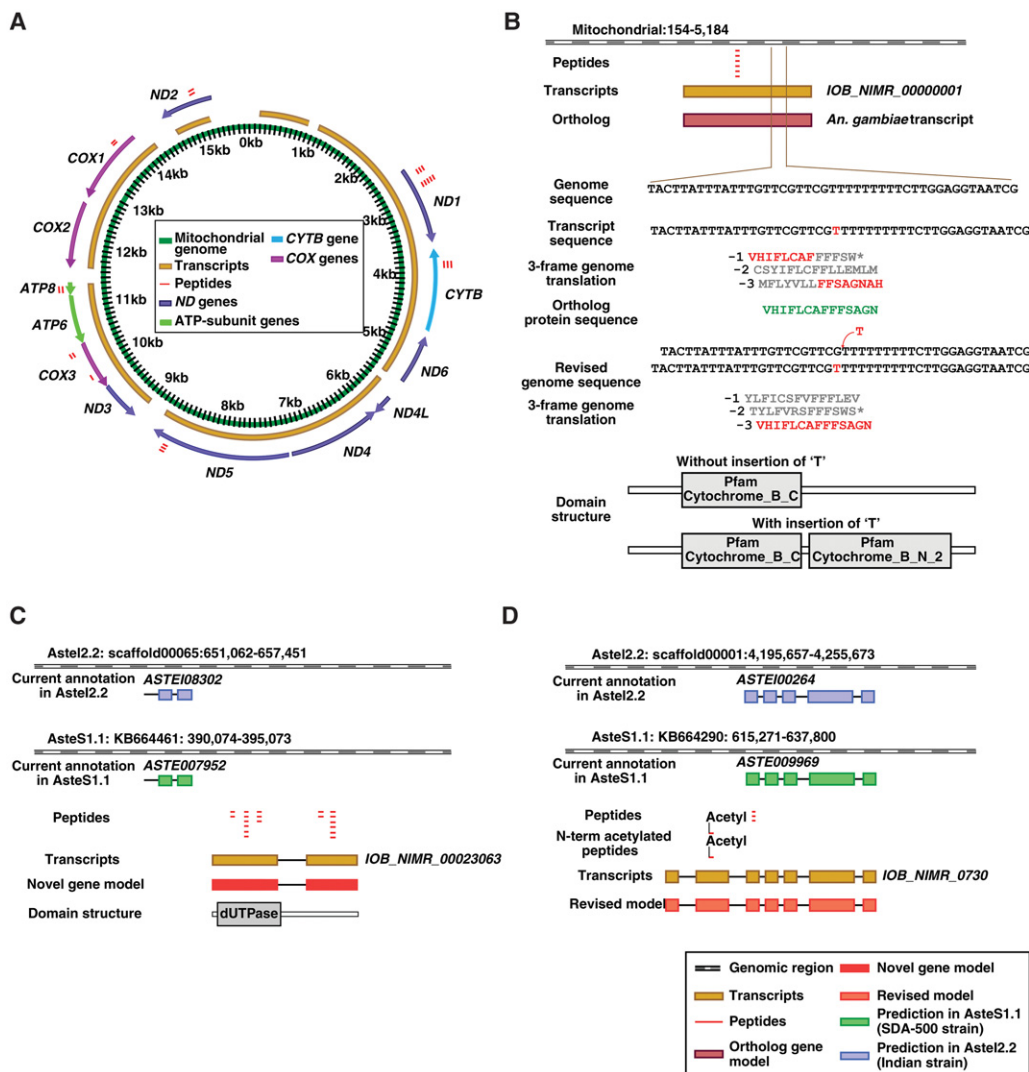 A
ND2
COX1
COX2
ATP8
ATP6
COX3
ND3
ND5
ND4
ND4L
ND6
CYTB
ND1
0kb
1kb
2kb
3kb
4kb
5kb
6kb
7kb
8kb
9kb
10kb
11kb
12kb
13kb
14kb
15kb
Mitochondrial genome
Transcripts
Peptides
ND genes
ATP-subunit genes
CYTB gene
COX genes
B
Mitochondrial:154-5,184
Peptides
Transcripts
IOB_NIMR_00000001
Ortholog
An. gambiae transcript
Genome sequence
TACTTATTTATTTGTTCGTTCGTTTTTTTTTTCTTGGAGGTAATCG
Transcript sequence
TACTTATTTATTTGTTCGTTCGTTTTTTTTTTTCTTGGAGGTAATCG
3-frame genome translation
-1 VHIFLCAFFFFSW*
-2 CSYIFLCFFLLEMLM
-3 MFLYVLLFFSAGNAH
Ortholog protein sequence
VHIFLCAFFFSAGN
T
Revised genome sequence
TACTTATTTATTTGTTCGTTCGTTTTTTTTTTCTTGGAGGTAATCG
TACTTATTTATTTGTTCGTTCGTTTTTTTTTTTCTTGGAGGTAATCG
3-frame genome translation
-1 YLFICSFVFFFLEV
-2 TYLFVRSFFFSWS*
-3 VHIFLCAFFFSAGN
Domain structure
Without insertion of 'T'
Pfam
Cytochrome_B_C
With insertion of 'T'
Pfam
Cytochrome_B_C
Pfam
Cytochrome_B_N_2
C
AsteI2.2: scaffold00065:651,062-657,451
Current annotation in AsteI2.2
ASTEI08302
AsteS1.1: KB664461: 390,074-395,073
Current annotation in AsteS1.1
ASTE007952
Peptides
Transcripts
IOB_NIMR_00023063
Novel gene model
Domain structure
dUTPase
D
AsteI2.2: scaffold00001:4,195,657-4,255,673
Current annotation in AsteI2.2
ASTEI00264
AsteS1.1: KB664290: 615,271-637,800
Current annotation in AsteS1.1
ASTE009969
Peptides
Acetyl
N-term acetylated peptides
Acetyl
Transcripts
IOB_NIMR_0730
Revised model
Genomic region
Transcripts
Peptides
Ortholog gene model
Novel gene model
Revised model
Prediction in AsteS1.1
(SDA-500 strain)
Prediction in AsteI2.2
(Indian strain)